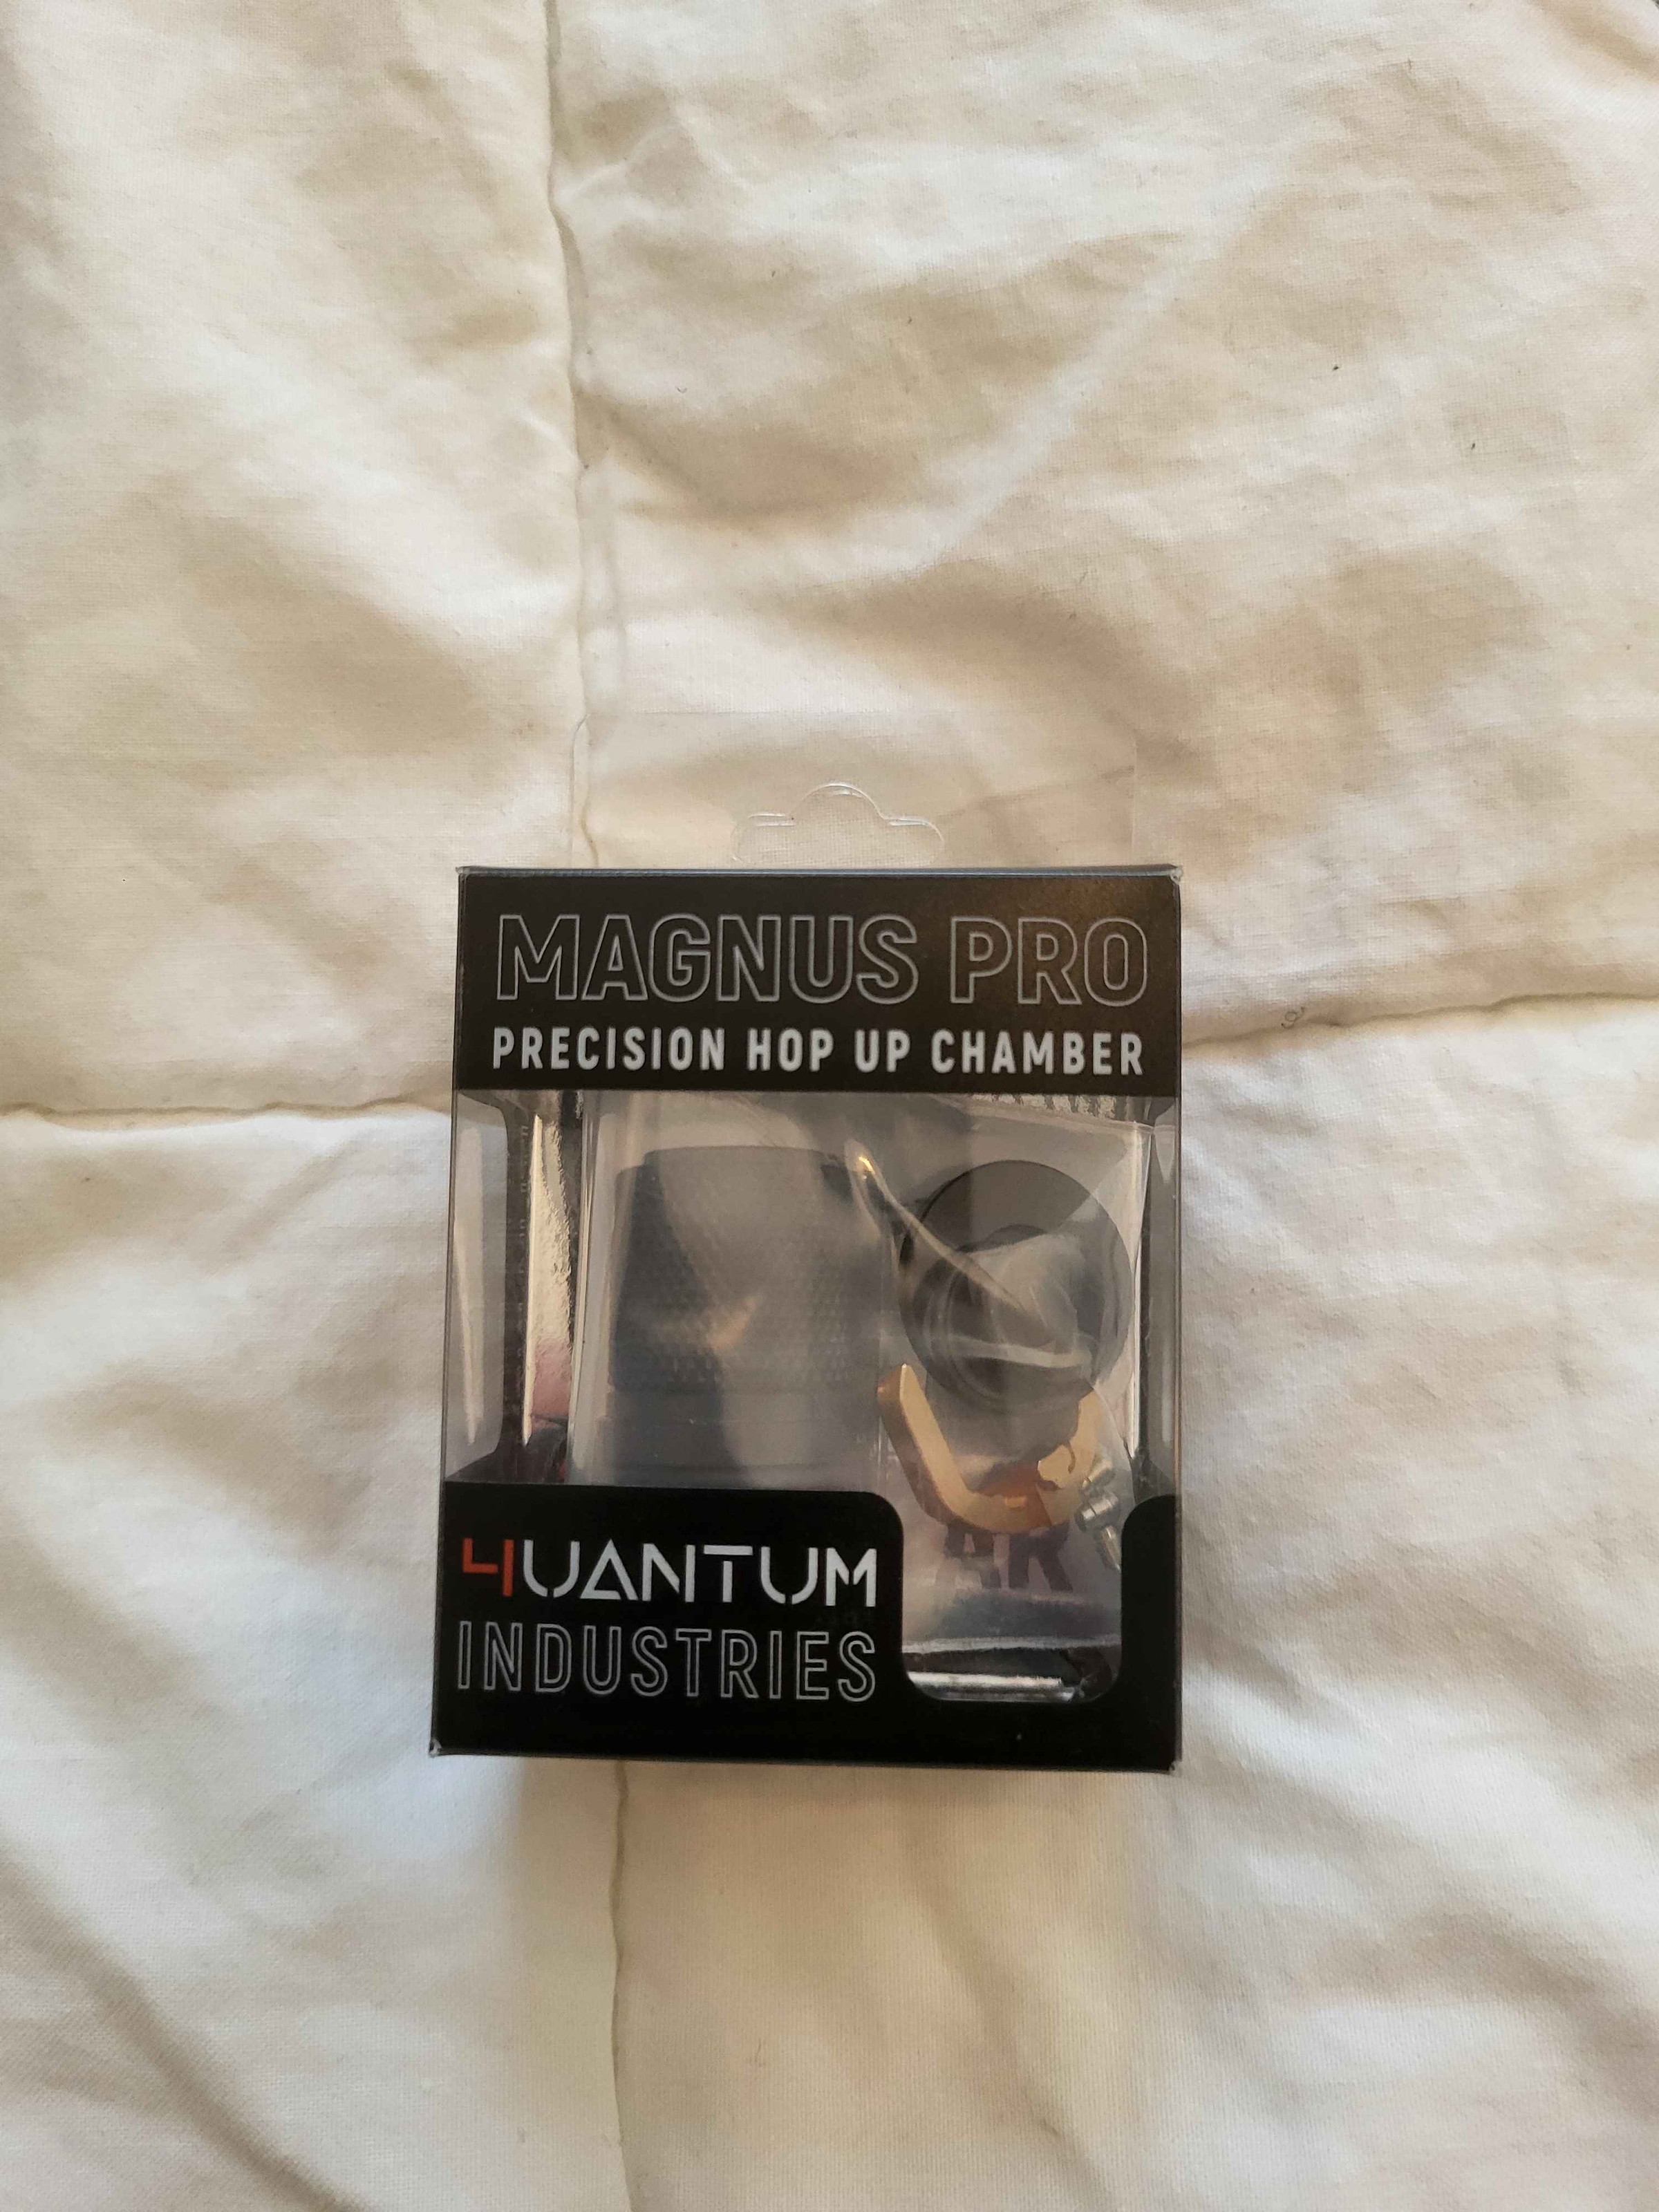 MAGNUS PRO
PRECISION HOP UP CHAMBER
4UANTUM
INDUSTRIES